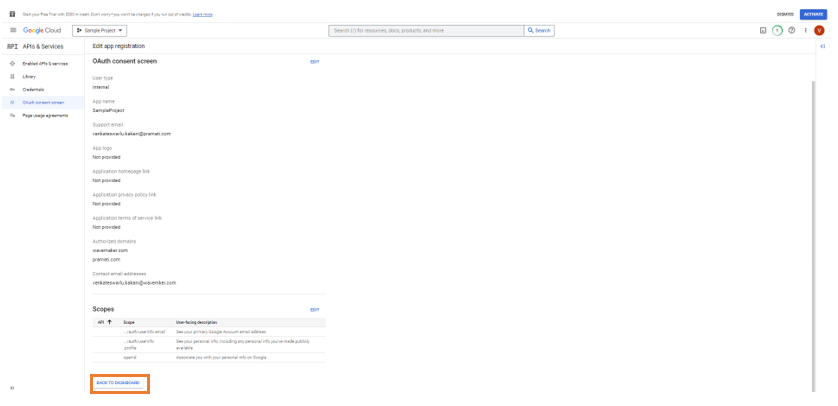 Start your Free Trial with $300 in credit. Don't worry—you won't be charged if you run out of credits. Learn more
DISMISS
ACTIVATE
Google Cloud
Sample Project
Search (/) for resources, docs, products, and more
Search
1
V
API APIs & Services
Edit app registration
Enabled APIs & services
Library
Credentials
OAuth consent screen
Page usage agreements
OAuth consent screen
EDIT
User type
Internal
App name
SampleProject
Support email
venkateswarlu.kakani@pramati.com
App logo
Not provided
Application homepage link
Not provided
Application privacy policy link
Not provided
Application terms of service link
Not provided
Authorized domains
wavemaker.com
pramati.com
Contact email addresses
Scopes
EDIT
API Scope User-facing description
.../auth/userinfo.email See your primary Google Account email address
.../auth/userinfo.profile See your personal info, including any personal info you've made publicly available
openid Associate you with your personal info on Google
BACK TO DASHBOARD